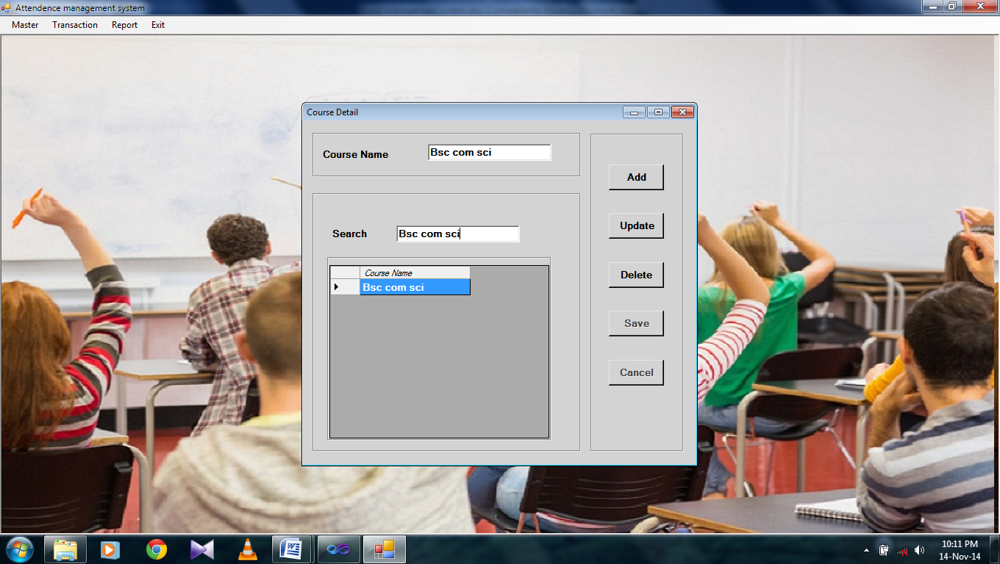 Attendence management system
Master Transaction Report Exit
Course Detail
Course Name Bsc com sci
Add
Search Bsc com sci
Update
Course Name
Bsc com sci
Delete
Save
Cancel
10:11 PM
14-Nov-14